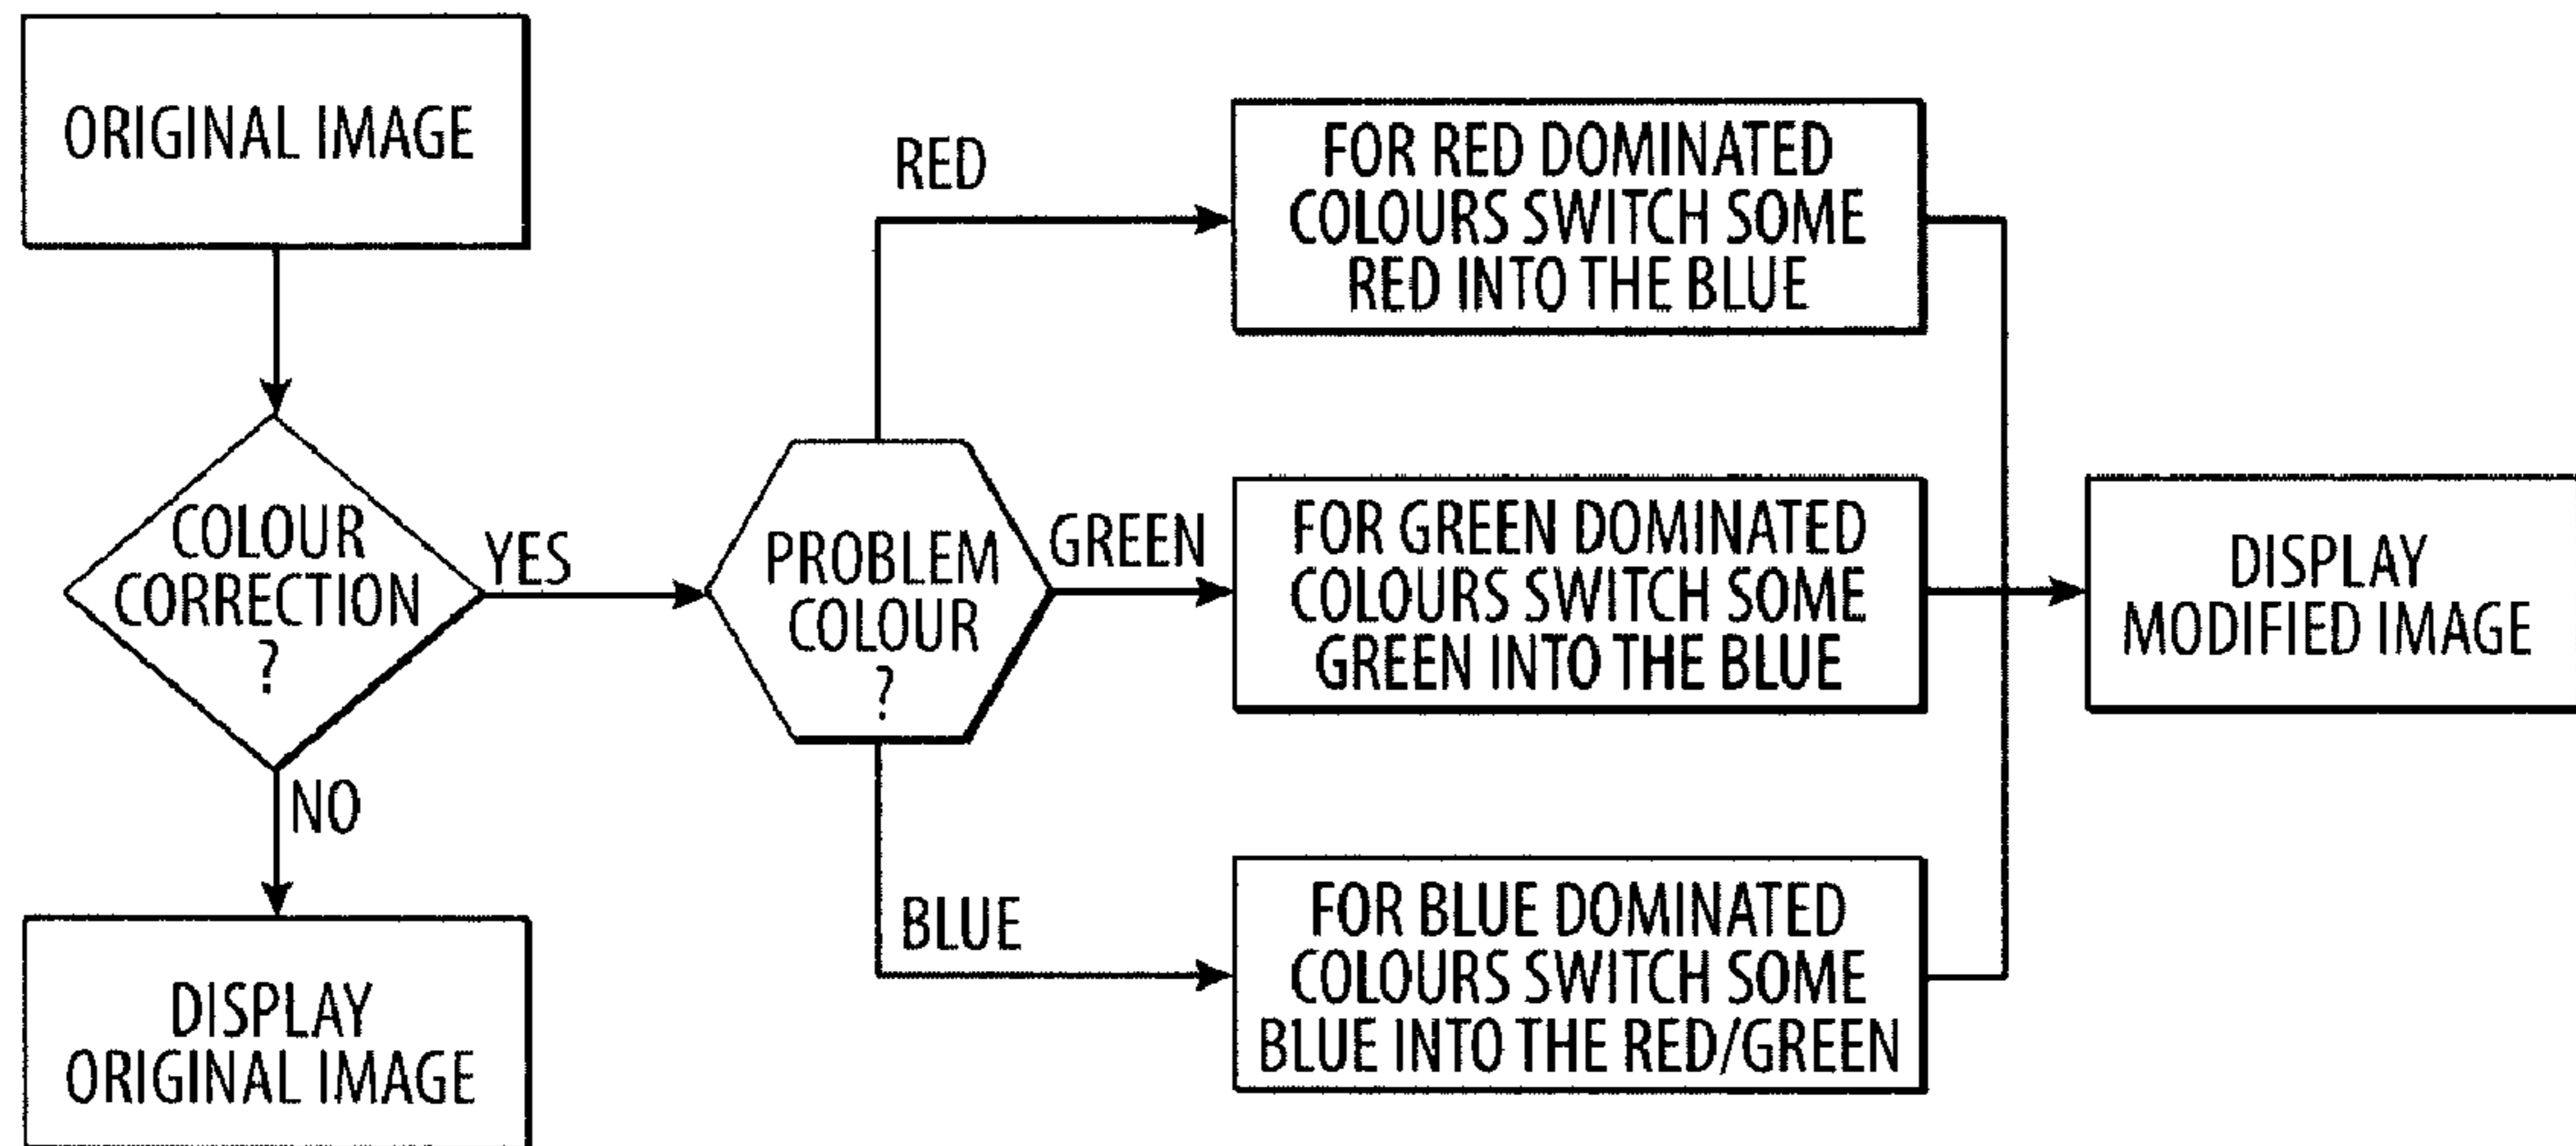 ORIGINAL IMAGE
COLOUR
CORRECTION
?
YES
NO
DISPLAY
ORIGINAL IMAGE
PROBLEM
COLOUR
?
RED
FOR RED DOMINATED
COLOURS SWITCH SOME
RED INTO THE BLUE
GREEN
FOR GREEN DOMINATED
COLOURS SWITCH SOME
GREEN INTO THE BLUE
BLUE
FOR BLUE DOMINATED
COLOURS SWITCH SOME
BLUE INTO THE RED/GREEN
DISPLAY
MODIFIED IMAGE